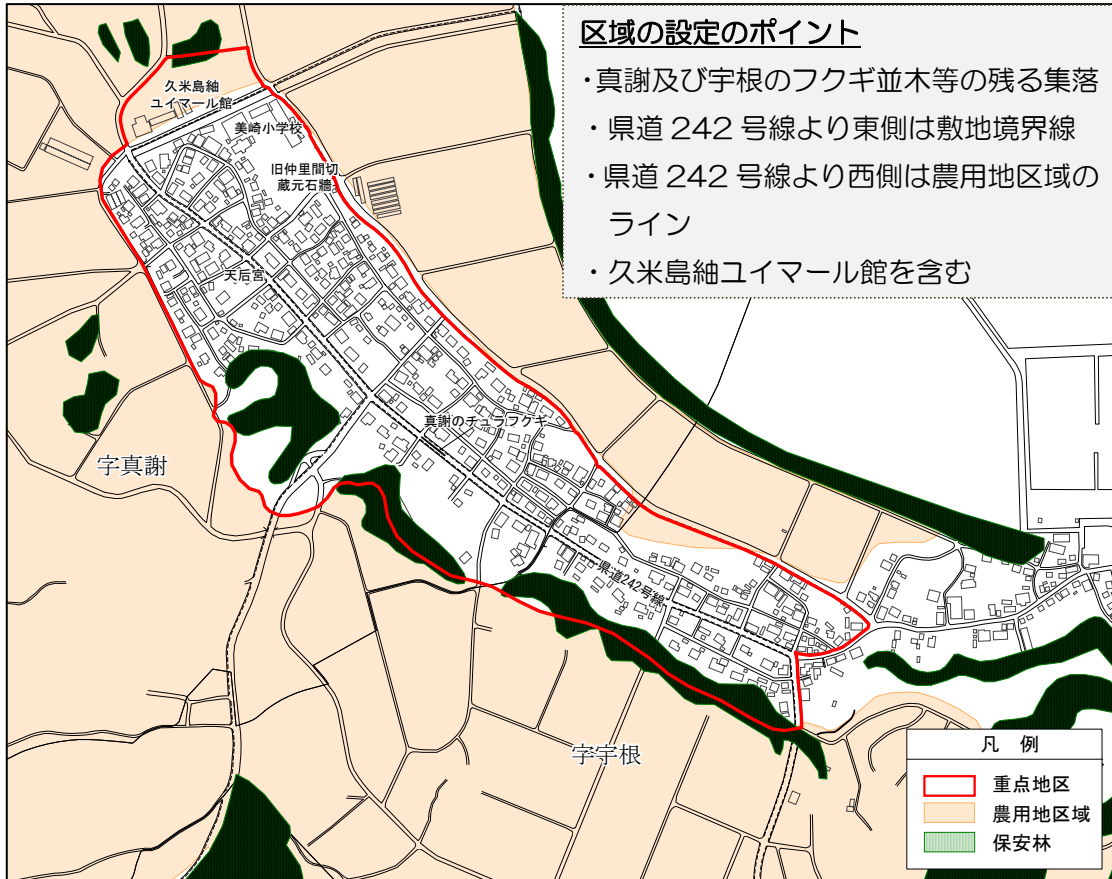 区域の設定のポイント
・真謝及び宇根のフクギ並木等の残る集落
・県道 242 号線より東側は敷地境界線
・県道 242 号線より西側は農用地区域の
ライン
・久米島紬ユイマール館を含む
久米島紬
ユイマール館
美崎小学校
旧仲里間切
蔵元石牆
天后宮
真謝のチュラフクギ
字真謝
県道242号線
字宇根
凡 例
重点地区
農用地区域
保安林